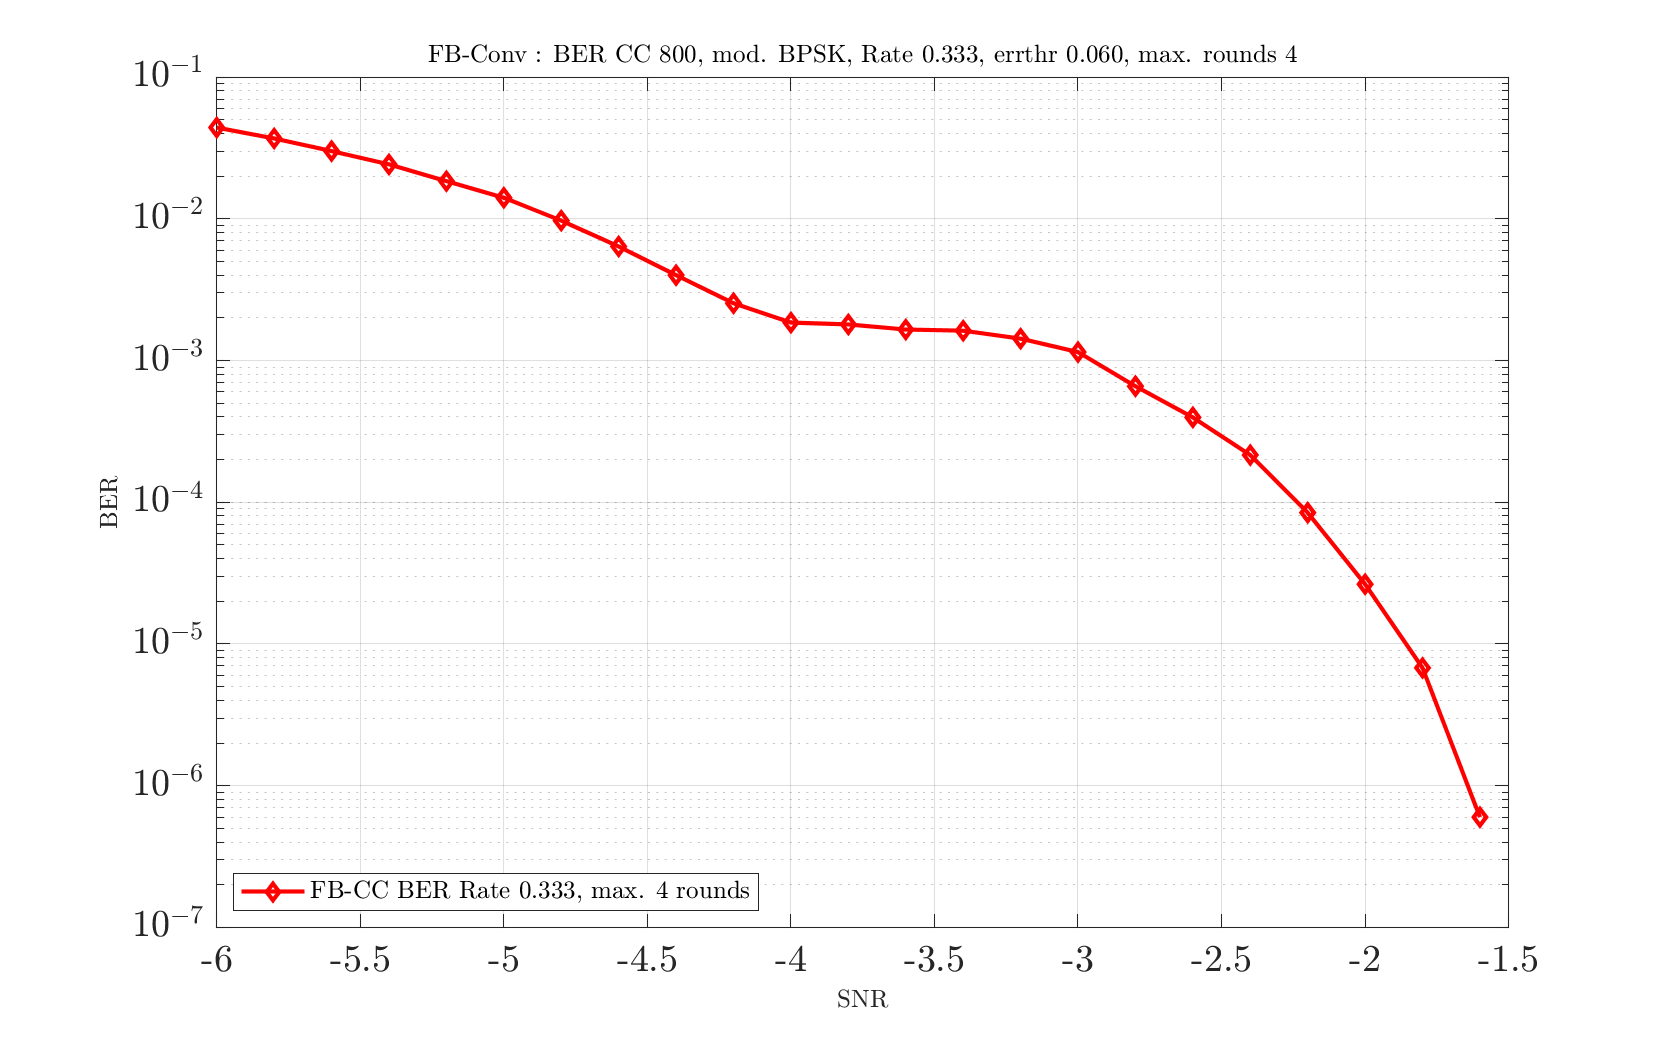 FB-Conv : BER CC 800, mod. BPSK, Rate 0.333, errthr 0.060, max. rounds 4
10^{-1}
10^{-2}
10^{-3}
10^{-4}
10^{-5}
10^{-6}
10^{-7}
BER
FB-CC BER Rate 0.333, max. 4 rounds
-6 -5.5 -5 -4.5 -4 -3.5 -3 -2.5 -2 -1.5
SNR